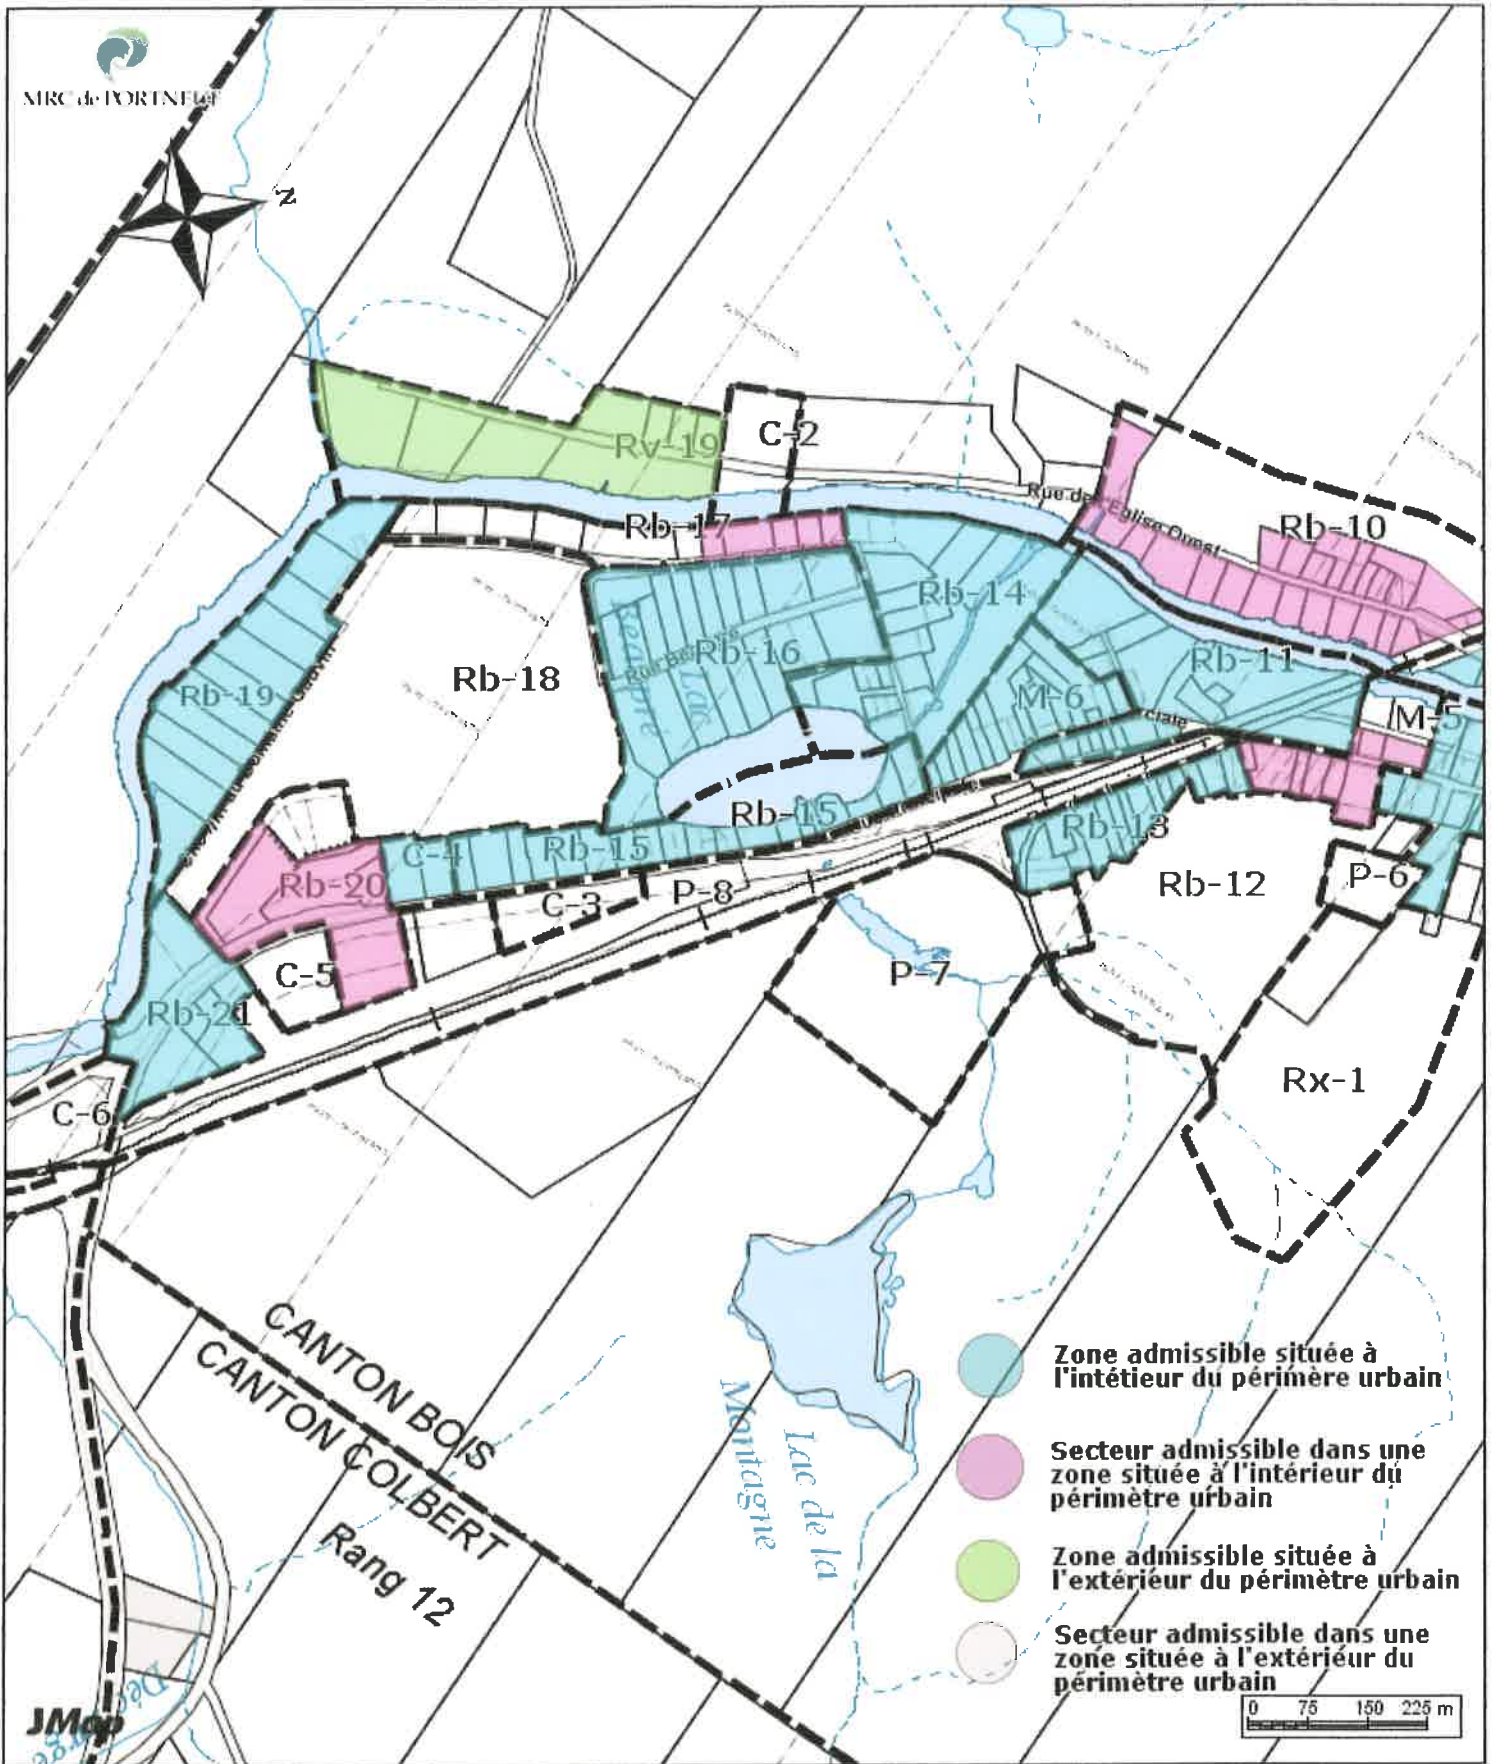 MRC de PORTNEUF
N
Rv-19
C-2
Rue de l'Église Ouest
Rb-10
Rb-17
Rb-14
Rb-16
Rb-11
Rb-18
Rb-19
M-6
M-5
Lac
Rb-15
Rb-13
C-4
Rb-15
Rb-20
C-3
P-8
Rb-12
P-6
C-5
P-7
Rb-21
Rx-1
C-6
CANTON BOIS
CANTON COLBERT
Rang 12
Lac de la
Montagne
Zone admissible située à
l'intétieur du périmère urbain
Secteur admissible dans une
zone située à l'intérieur du
périmètre urbain
Zone admissible située à
l'extérieur du périmètre urbain
Secteur admissible dans une
zone située à l'extérieur du
périmètre urbain
0 75 150 225 m
JMap